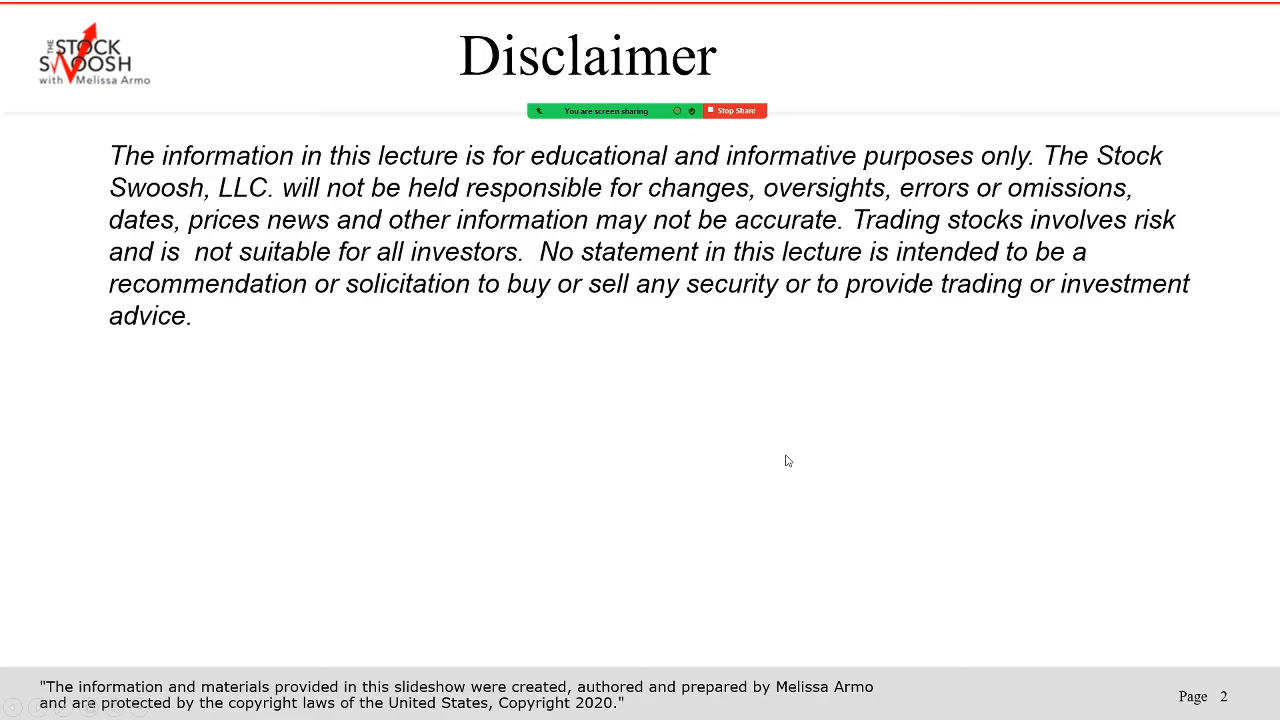 THE STOCK
SWOOSH
with Melissa Armo
Disclaimer
You are screen sharing
Stop Share
The information in this lecture is for educational and informative purposes only. The Stock
Swoosh, LLC. will not be held responsible for changes, oversights, errors or omissions,
dates, prices news and other information may not be accurate. Trading stocks involves risk
and is  not suitable for all investors.  No statement in this lecture is intended to be a
recommendation or solicitation to buy or sell any security or to provide trading or investment
advice.
"The information and materials provided in this slideshow were created, authored and prepared by Melissa Armo
and are protected by the copyright laws of the United States, Copyright 2020."
Page 2